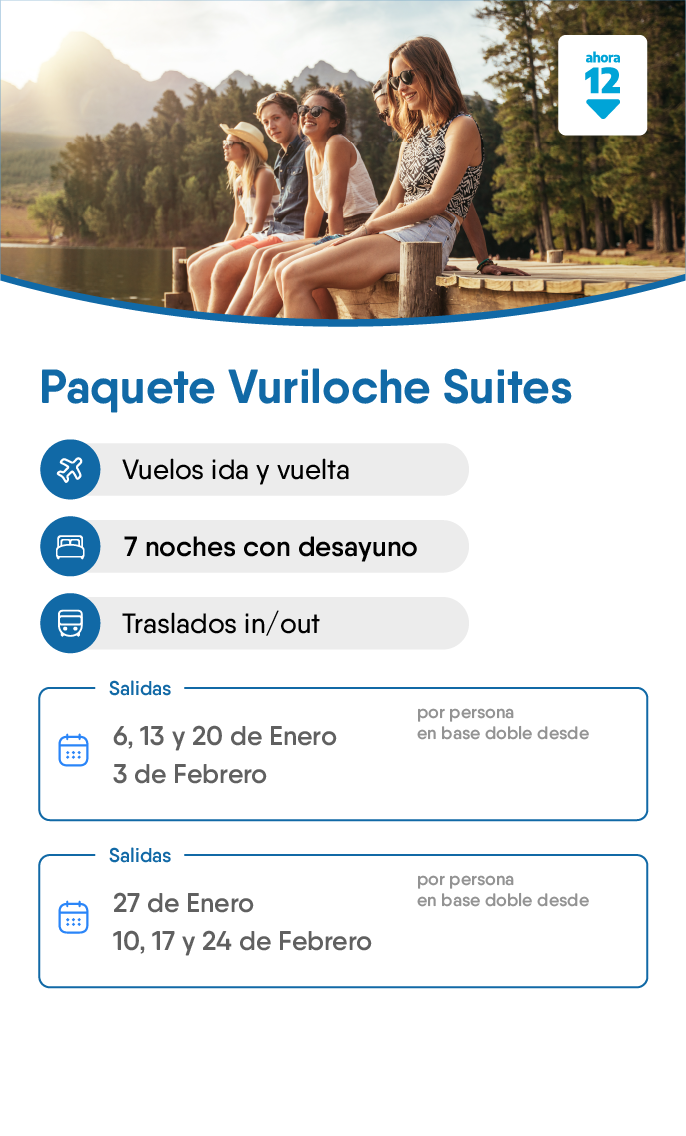 ahora
12
Paquete Vuriloche Suites
Vuelos ida y vuelta
7 noches con desayuno
Traslados in/out
Salidas
6, 13 y 20 de Enero
3 de Febrero
por persona
en base doble desde
Salidas
27 de Enero
10, 17 y 24 de Febrero
por persona
en base doble desde